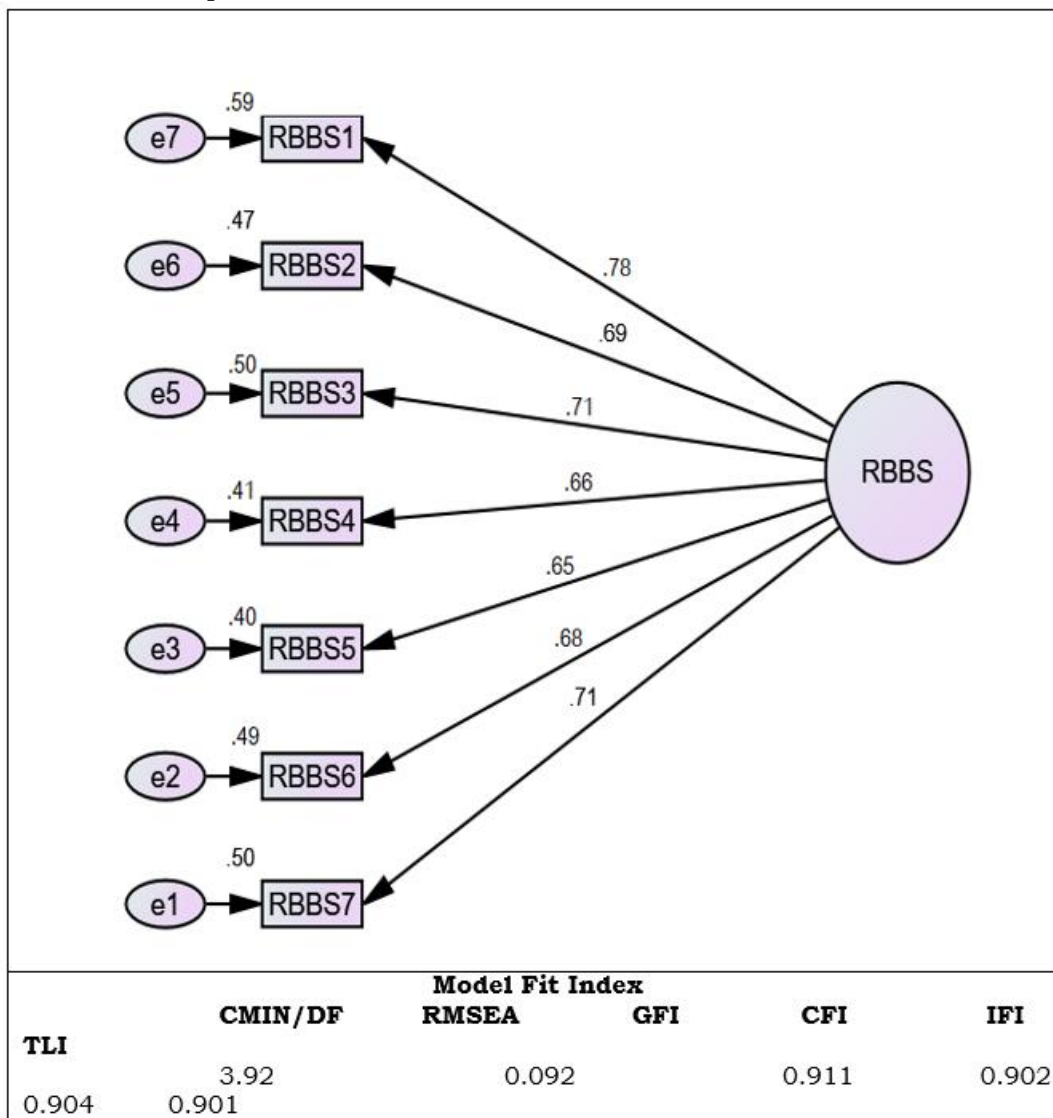 .59
e7 RBBS1
.78
.47
e6 RBBS2
.69
.50
e5 RBBS3
.71
RBBS
.41
e4 RBBS4
.66
.40
e3 RBBS5
.65
.49
e2 RBBS6
.68
.50
e1 RBBS7
.71
Model Fit Index
CMIN/DF RMSEA GFI CFI IFI
TLI
3.92 0.092 0.911 0.902
0.904 0.901